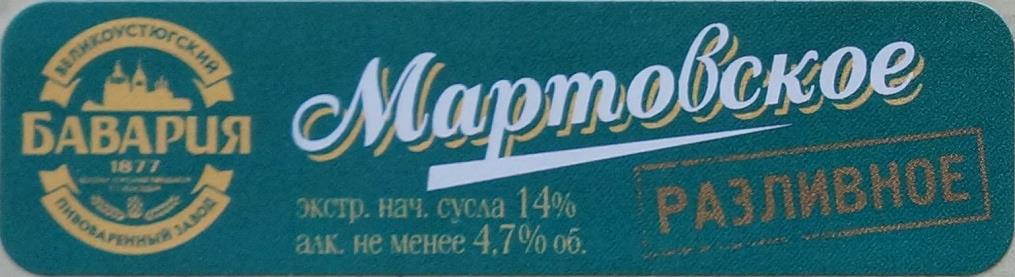 ВЕЛИКОУСТЮГСКИЙ
БАВАРИЯ
1877
ПИВОВАРЕННЫЙ ЗАВОД
Мартовское
экстр. нач. сусла 14%
алк. не менее 4,7% об.
РАЗЛИВНОЕ